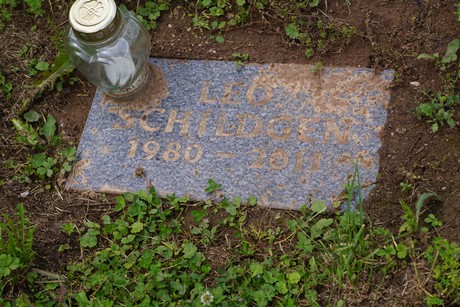 LEO
SCHILDGEN
1980 – 2011